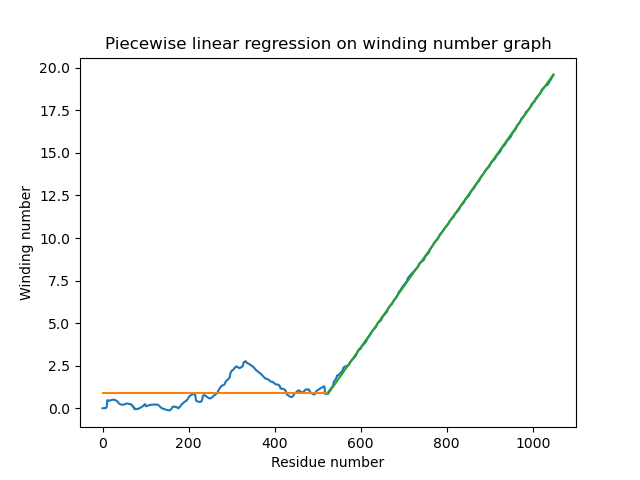 Piecewise linear regression on winding number graph
20.0
17.5
15.0
12.5
10.0
7.5
5.0
2.5
0.0
Winding number
0 200 400 600 800 1000
Residue number